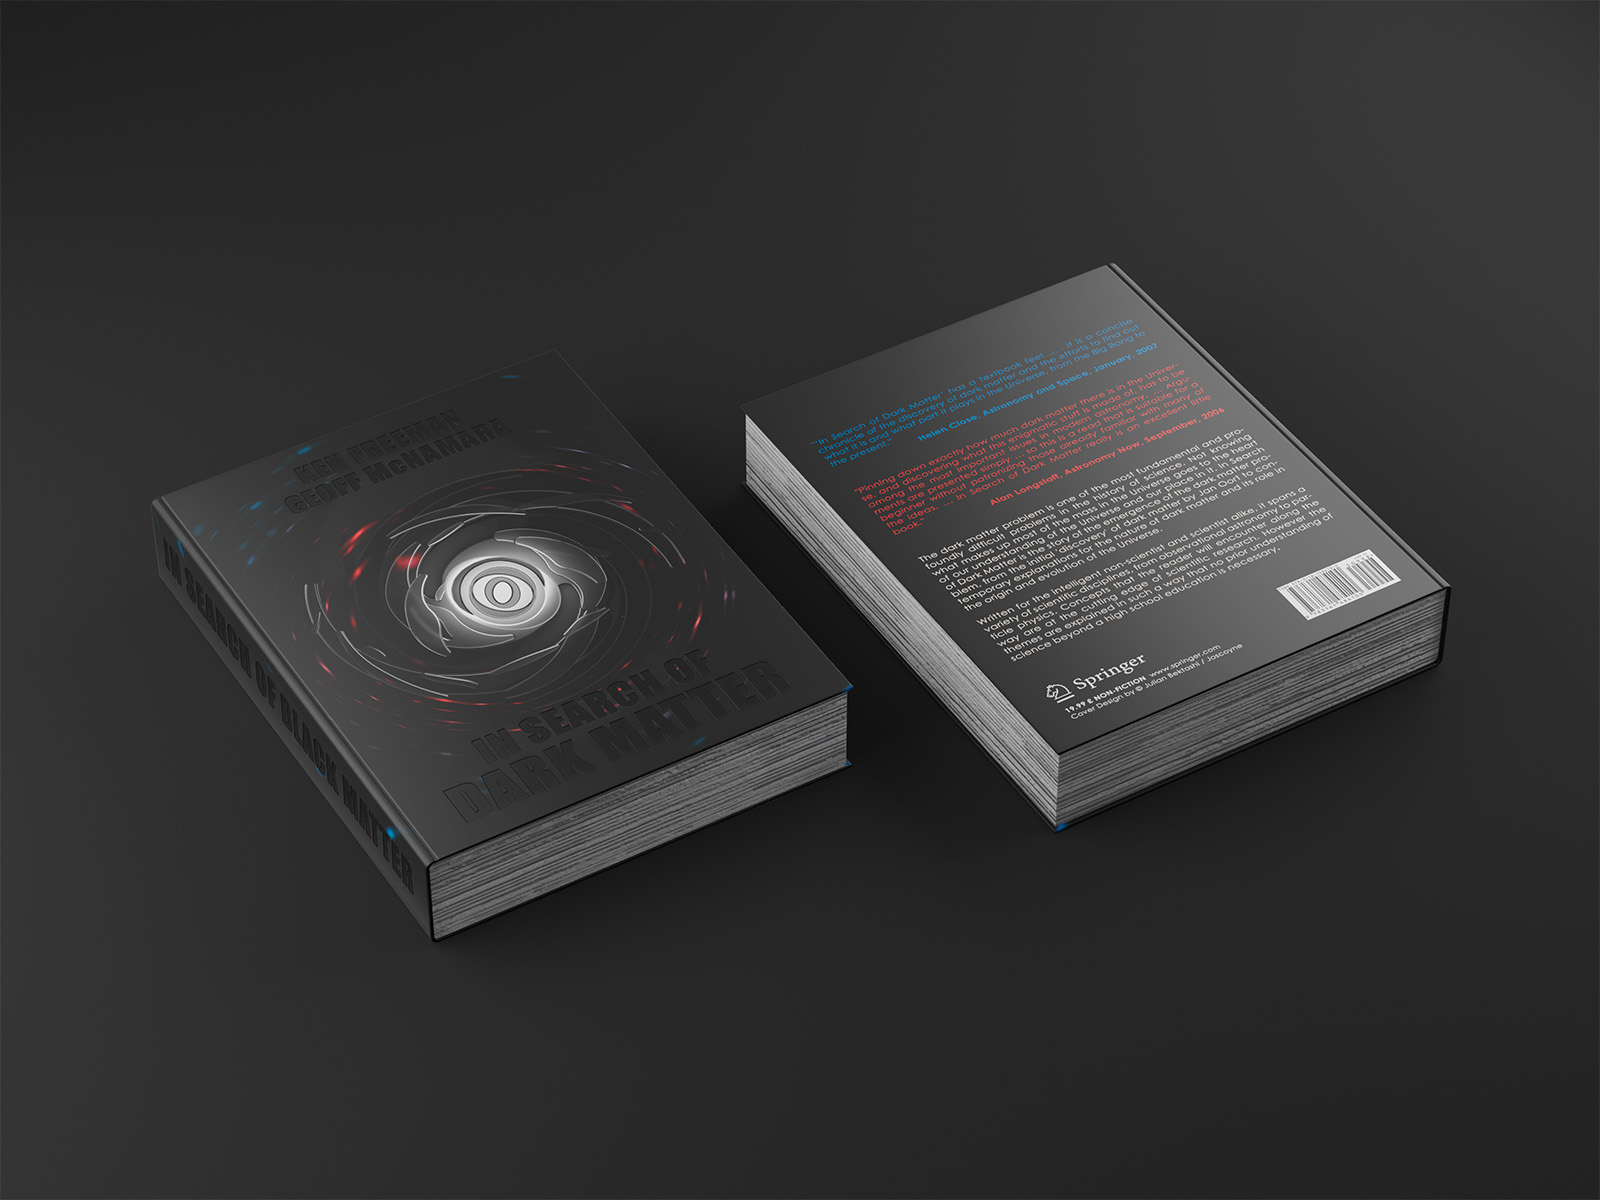 KEN FREEMAN
GEOFF McNAMARA
IN SEARCH OF
DARK MATTER
IN SEARCH OF BLACK MATTER
"'In Search of Dark Matter' has a textbook feel ... It is a concise
chronicle of the discovery of dark matter and the efforts to find out
what it is and what part it plays in the Universe, from the Big Bang to
the present."
Helen Close, Astronomy and Space, January, 2007
"Pinning down exactly how much dark matter there is in the Univer-
se, and discovering what this enigmatic stuff is made of, has to be
among the most important issues in modern astronomy. ... Argu-
ments are presented simply ... so this is a read that is suitable for a
beginner without patronizing those already familiar with many of
the ideas. ... In Search of Dark Matter really is an excellent little
book."
Alan Longstaff, Astronomy Now, September, 2006
The dark matter problem is one of the most fundamental and pro-
foundly difficult problems in the history of science. Not knowing
what makes up most of the mass in the Universe goes to the heart
of our understanding of the Universe and our place in it. In Search
of Dark Matter is the story of the emergence of the dark matter pro-
blem, from the initial discovery of dark matter by Jan Oort to con-
temporary explanations for the nature of dark matter and its role in
the origin and evolution of the Universe.
Written for the intelligent non-scientist and scientist alike, it spans a
variety of scientific disciplines, from observational astronomy to par-
ticle physics. Concepts that the reader will encounter along the
way are at the cutting edge of scientific research. However the
themes are explained in such a way that no prior understanding of
science beyond a high school education is necessary.
Springer
www.springer.com
19.99 £ NON-FICTION
Cover Design by © Julian Bektashi / Joscoyne